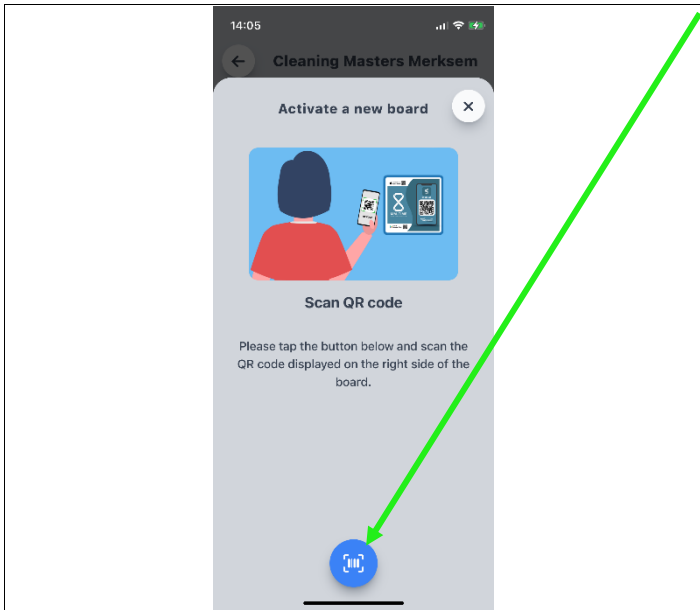 14:05
Cleaning Masters Merksem
Activate a new board
Scan QR code
Please tap the button below and scan the
QR code displayed on the right side of the
board.